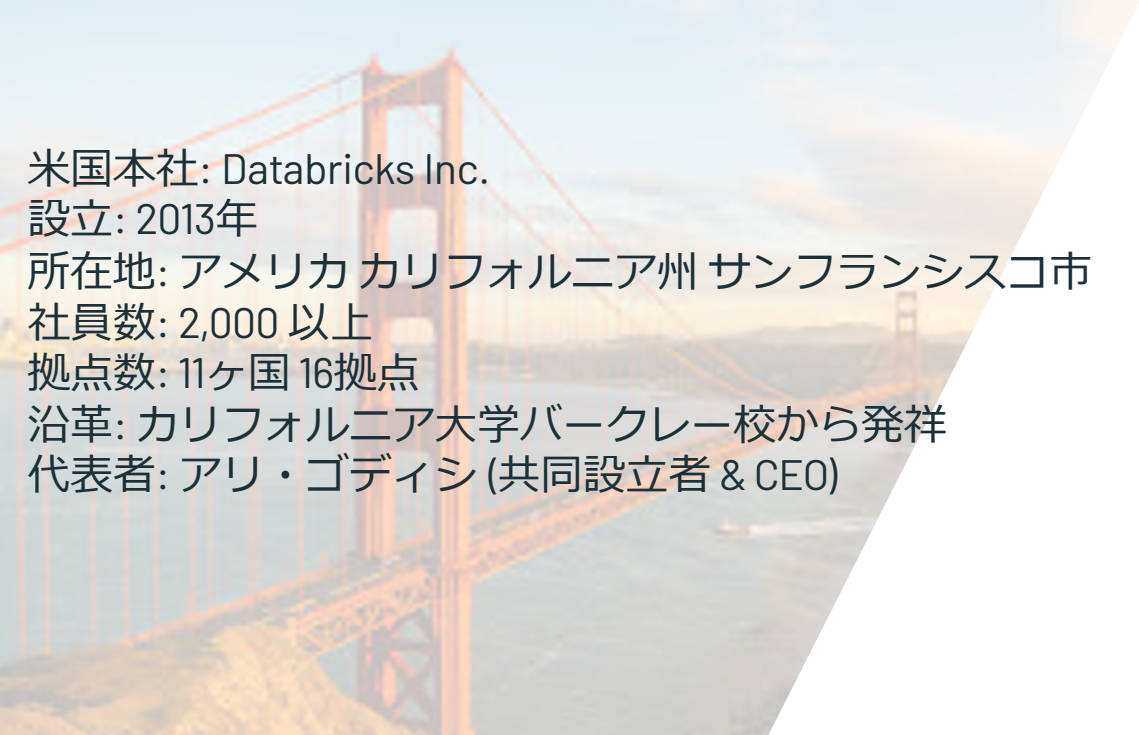 米国本社: Databricks Inc.
設立: 2013年
所在地: アメリカ カリフォルニア州 サンフランシスコ市
社員数: 2,000 以上
拠点数: 11ヶ国 16拠点
沿革: カリフォルニア大学バークレー校から発祥
代表者: アリ・ゴディシ (共同設立者 & CEO)